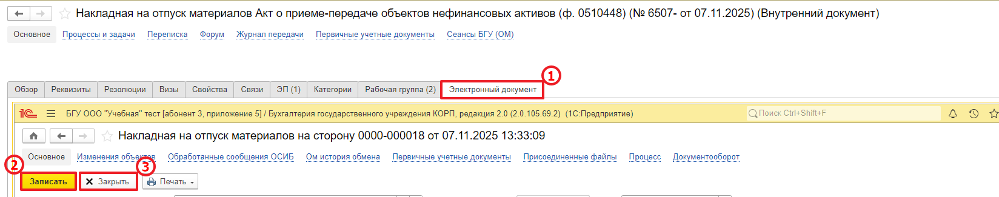 Накладная на отпуск материалов Акт о приеме-передаче объектов нефинансовых активов (ф. 0510448) (№ 6507- от 07.11.2025) (Внутренний документ)
Основное Процессы и задачи Переписка Форум Журнал передачи Первичные учетные документы Сеансы БГУ (ОМ)
1
Обзор Реквизиты Резолюции Визы Свойства Связи ЭП (1) Категории Рабочая группа (2) Электронный документ
1С БГУ ООО "Учебная" тест [абонент 3, приложение 5] / Бухгалтерия государственного учреждения КОРП, редакция 2.0 (2.0.105.69.2) (1С:Предприятие) Поиск Ctrl+Shift+F
Накладная на отпуск материалов на сторону 0000-000018 от 07.11.2025 13:33:09
Основное Изменения объектов Обработанные сообщения ОСИБ Ом история обмена Первичные учетные документы Присоединенные файлы Процесс Документооборот
2 3
Записать Закрыть Печать